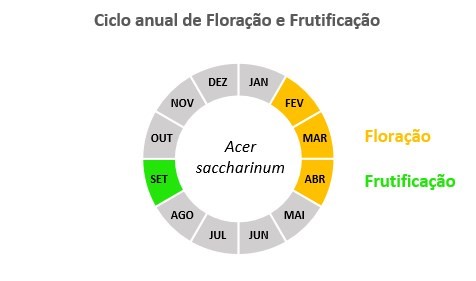 Ciclo anual de Floração e Frutificação
DEZ
JAN
NOV
FEV
OUT
MAR
Floração
Acer
saccharinum
SET
ABR
Frutificação
AGO
MAI
JUL
JUN